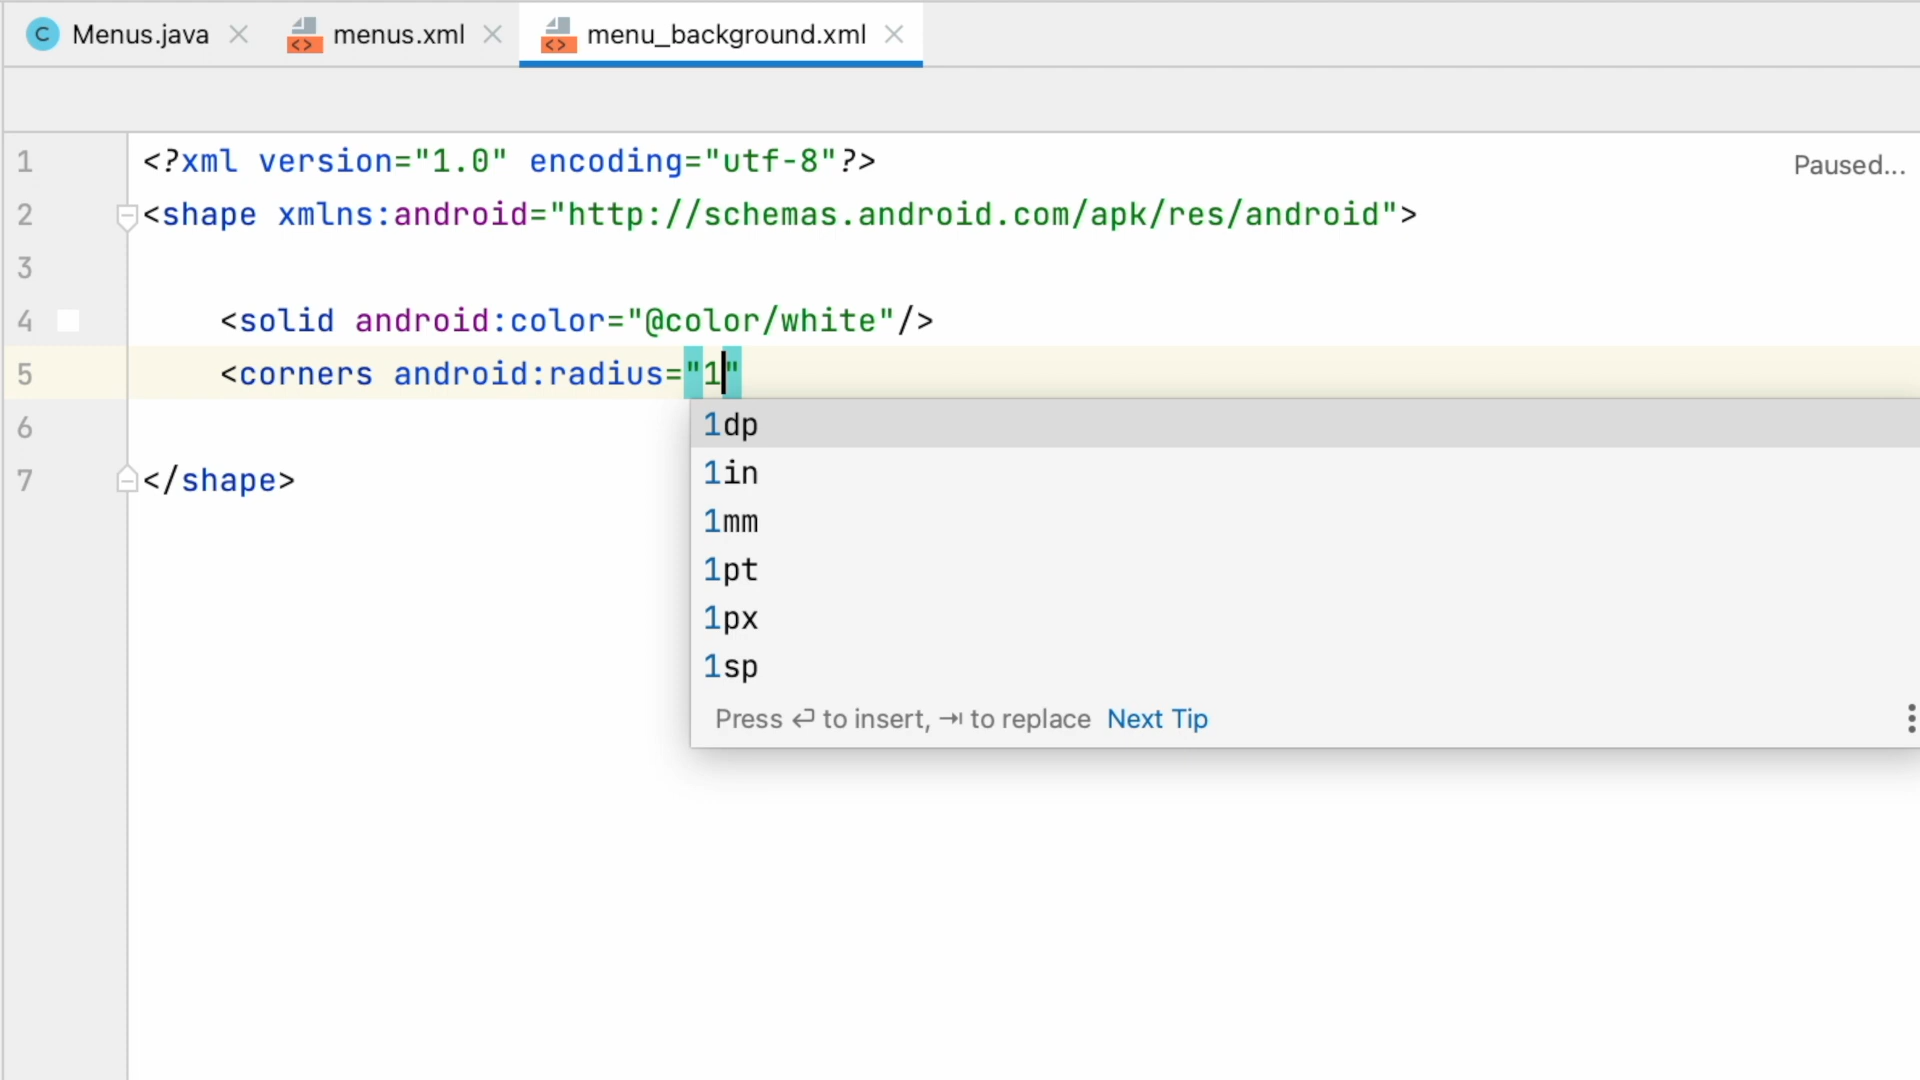 C Menus.java menus.xml menu_background.xml
1 <?xml version="1.0" encoding="utf-8"?> Paused...
2 <shape xmlns:android="http://schemas.android.com/apk/res/android">
3
4 <solid android:color="@color/white"/>
5 <corners android:radius="1"
1dp
6
1in
7 </shape>
1mm
1pt
1px
1sp
Press ↵ to insert, ⇥ to replace Next Tip